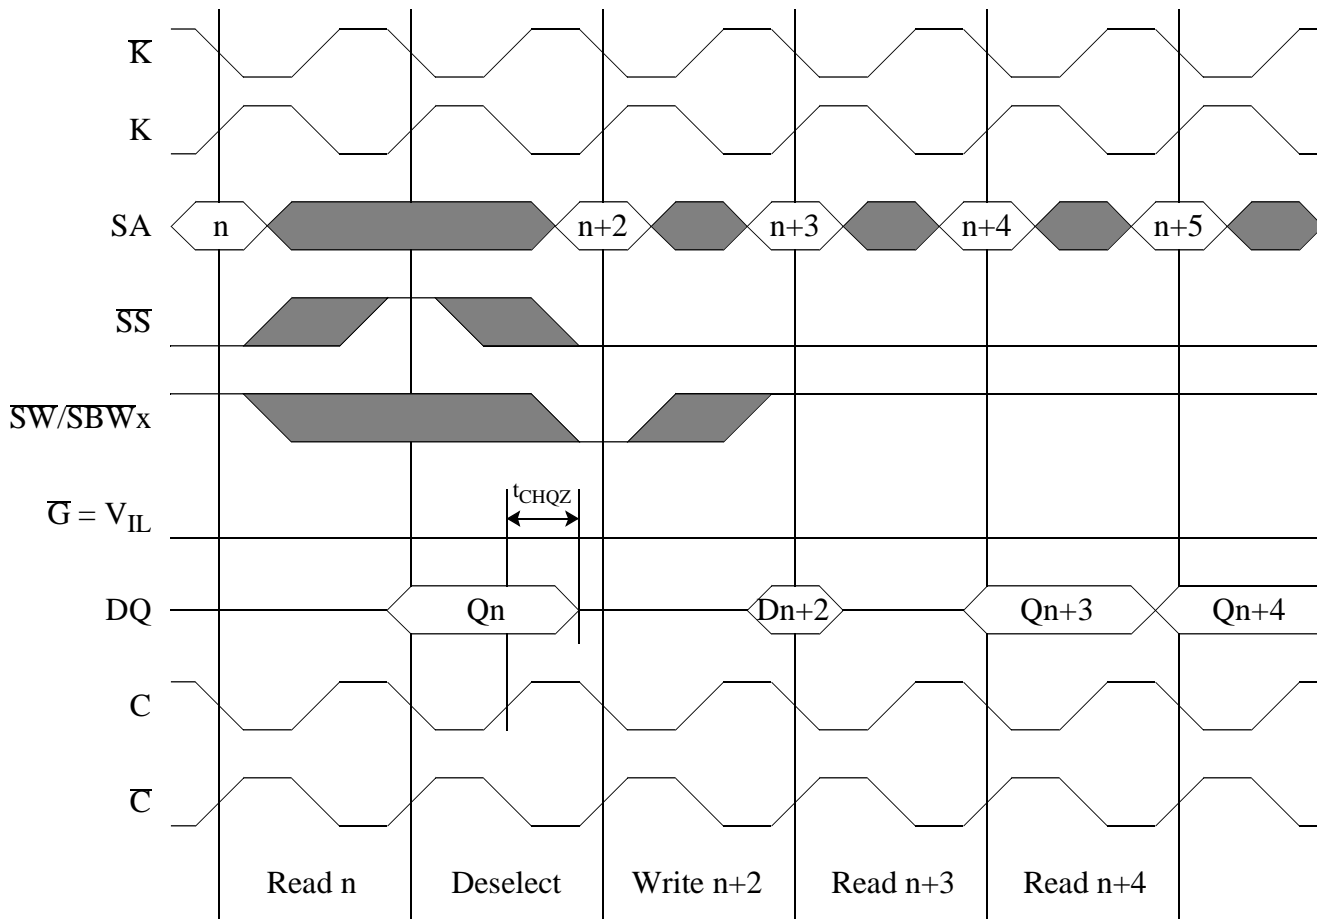 K̅
K
SA n n+2 n+3 n+4 n+5
S̅S̅
S̅W̅/S̅B̅W̅x
tCHQZ
G̅ = VIL
DQ Qn Dn+2 Qn+3 Qn+4
C
C̅
Read n Deselect Write n+2 Read n+3 Read n+4